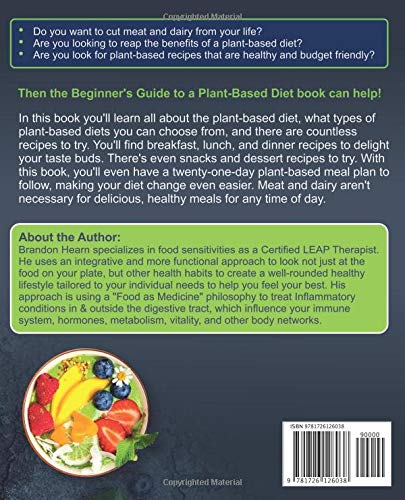 Copyrighted Material
• Do you want to cut meat and dairy from your life?
• Are you looking to reap the benefits of a plant-based diet?
• Are you look for plant-based recipes that are healthy and budget friendly?
Then the Beginner's Guide to a Plant-Based Diet book can help!
In this book you'll learn all about the plant-based diet, what types of
plant-based diets you can choose from, and there are countless
recipes to try. You'll find breakfast, lunch, and dinner recipes to delight
your taste buds. There's even snacks and dessert recipes to try. With
this book, you'll even have a twenty-one-day plant-based meal plan
to follow, making your diet change even easier. Meat and dairy aren't
necessary for delicious, healthy meals for any time of day.
About the Author:
Brandon Hearn specializes in food sensitivities as a Certified LEAP Therapist.
He uses an integrative and more functional approach to look not just at the
food on your plate, but other health habits to create a well-rounded healthy
lifestyle tailored to your individual needs to help you feel your best. His
approach is using a "Food as Medicine" philosophy to treat Inflammatory
conditions in & outside the digestive tract, which influence your immune
system, hormones, metabolism, vitality, and other body networks.
ISBN 9781726126038
90000
9 781726 126038
Copyrighted Material